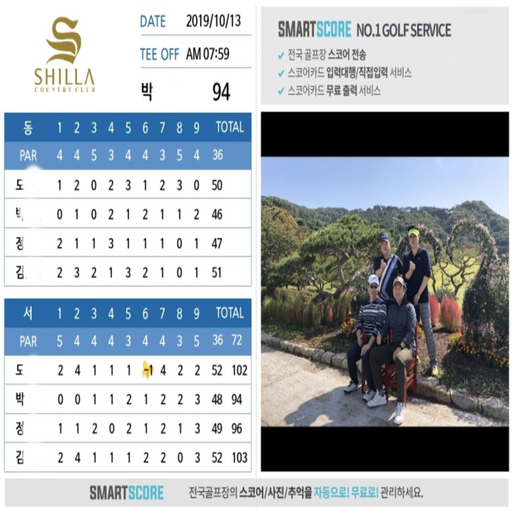 SHILLA
COUNTRY CLUB
DATE 2019/10/13
TEE OFF AM 07:59
박 94
동 1 2 3 4 5 6 7 8 9 TOTAL
PAR 4 4 5 3 4 4 3 5 4 36
도 1 2 0 2 3 1 2 3 0 50
박 0 1 0 2 1 2 1 1 2 46
정 2 1 1 3 1 1 1 0 1 47
김 2 3 2 1 3 2 1 0 1 51
서 1 2 3 4 5 6 7 8 9 TOTAL
PAR 5 4 4 4 3 4 4 3 5 36 72
도 2 4 1 1 1 -1 4 2 2 52 102
박 0 0 1 1 2 1 2 2 3 48 94
정 1 1 2 0 2 1 2 1 3 49 96
김 2 4 1 1 1 2 2 0 3 52 103
SMARTSCORE NO.1 GOLF SERVICE
✓ 전국 골프장 스코어 전송
✓ 스코어카드 입력대행/직접입력 서비스
✓ 스코어카드 무료 출력 서비스
SMARTSCORE 전국골프장의 스코어/사진/추억을 자동으로! 무료로! 관리하세요.